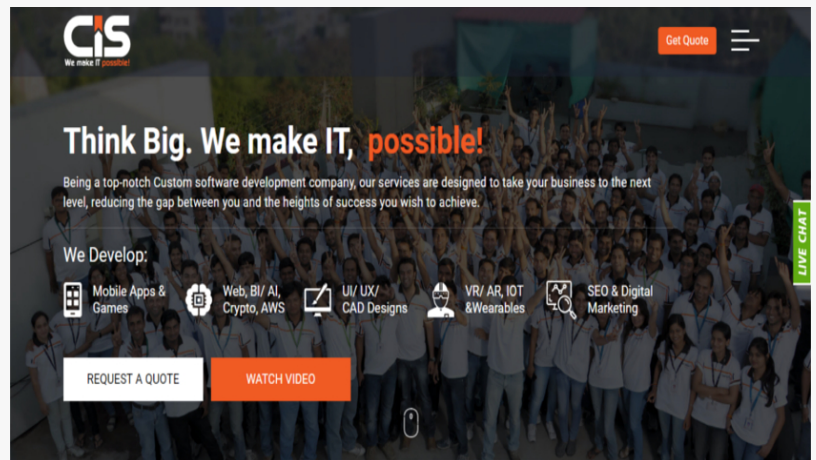 CiS
We make IT possible!
Get Quote
Think Big. We make IT, possible!
Being a top-notch Custom software development company, our services are designed to take your business to the next
level, reducing the gap between you and the heights of success you wish to achieve.
We Develop:
Mobile Apps &
Games
Web, BI/ AI,
Crypto, AWS
UI/ UX/
CAD Designs
VR/ AR, IOT
&Wearables
SEO & Digital
Marketing
REQUEST A QUOTE
WATCH VIDEO
LIVE CHAT